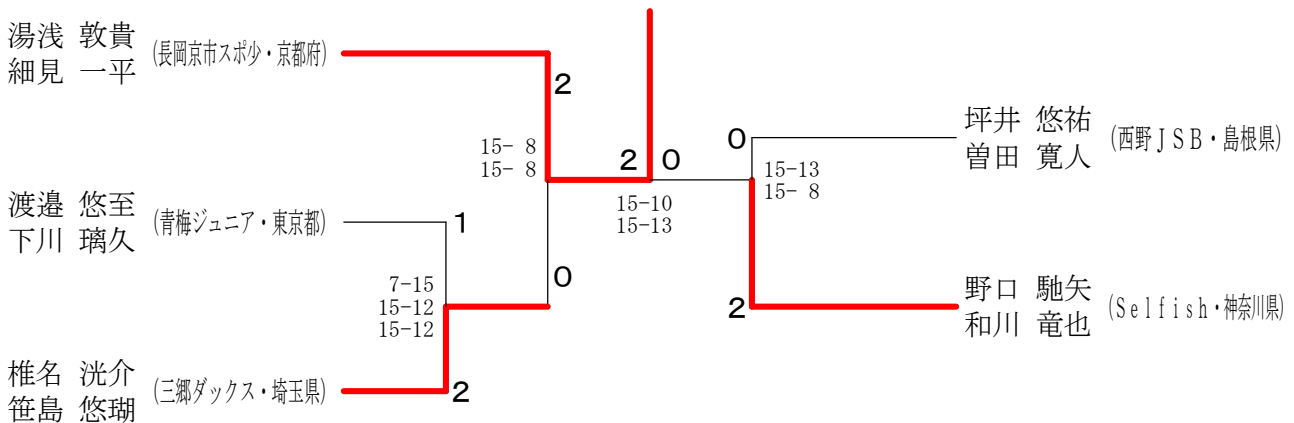 湯浅 敦貴
細見 一平
(長岡京市スポ少・京都府)
2
15- 8
15- 8
渡邉 悠至
下川 璃久
(青梅ジュニア・東京都)
1
7-15
15-12
15-12
0
椎名 洸介
笹島 悠瑚
(三郷ダックス・埼玉県)
2
2 0
15-10
15-13
0
15-13
15- 8
坪井 悠祐
曽田 寛人
(西野ＪＳＢ・島根県)
2
野口 馳矢
和川 竜也
(Ｓｅｌｆｉｓｈ・神奈川県)